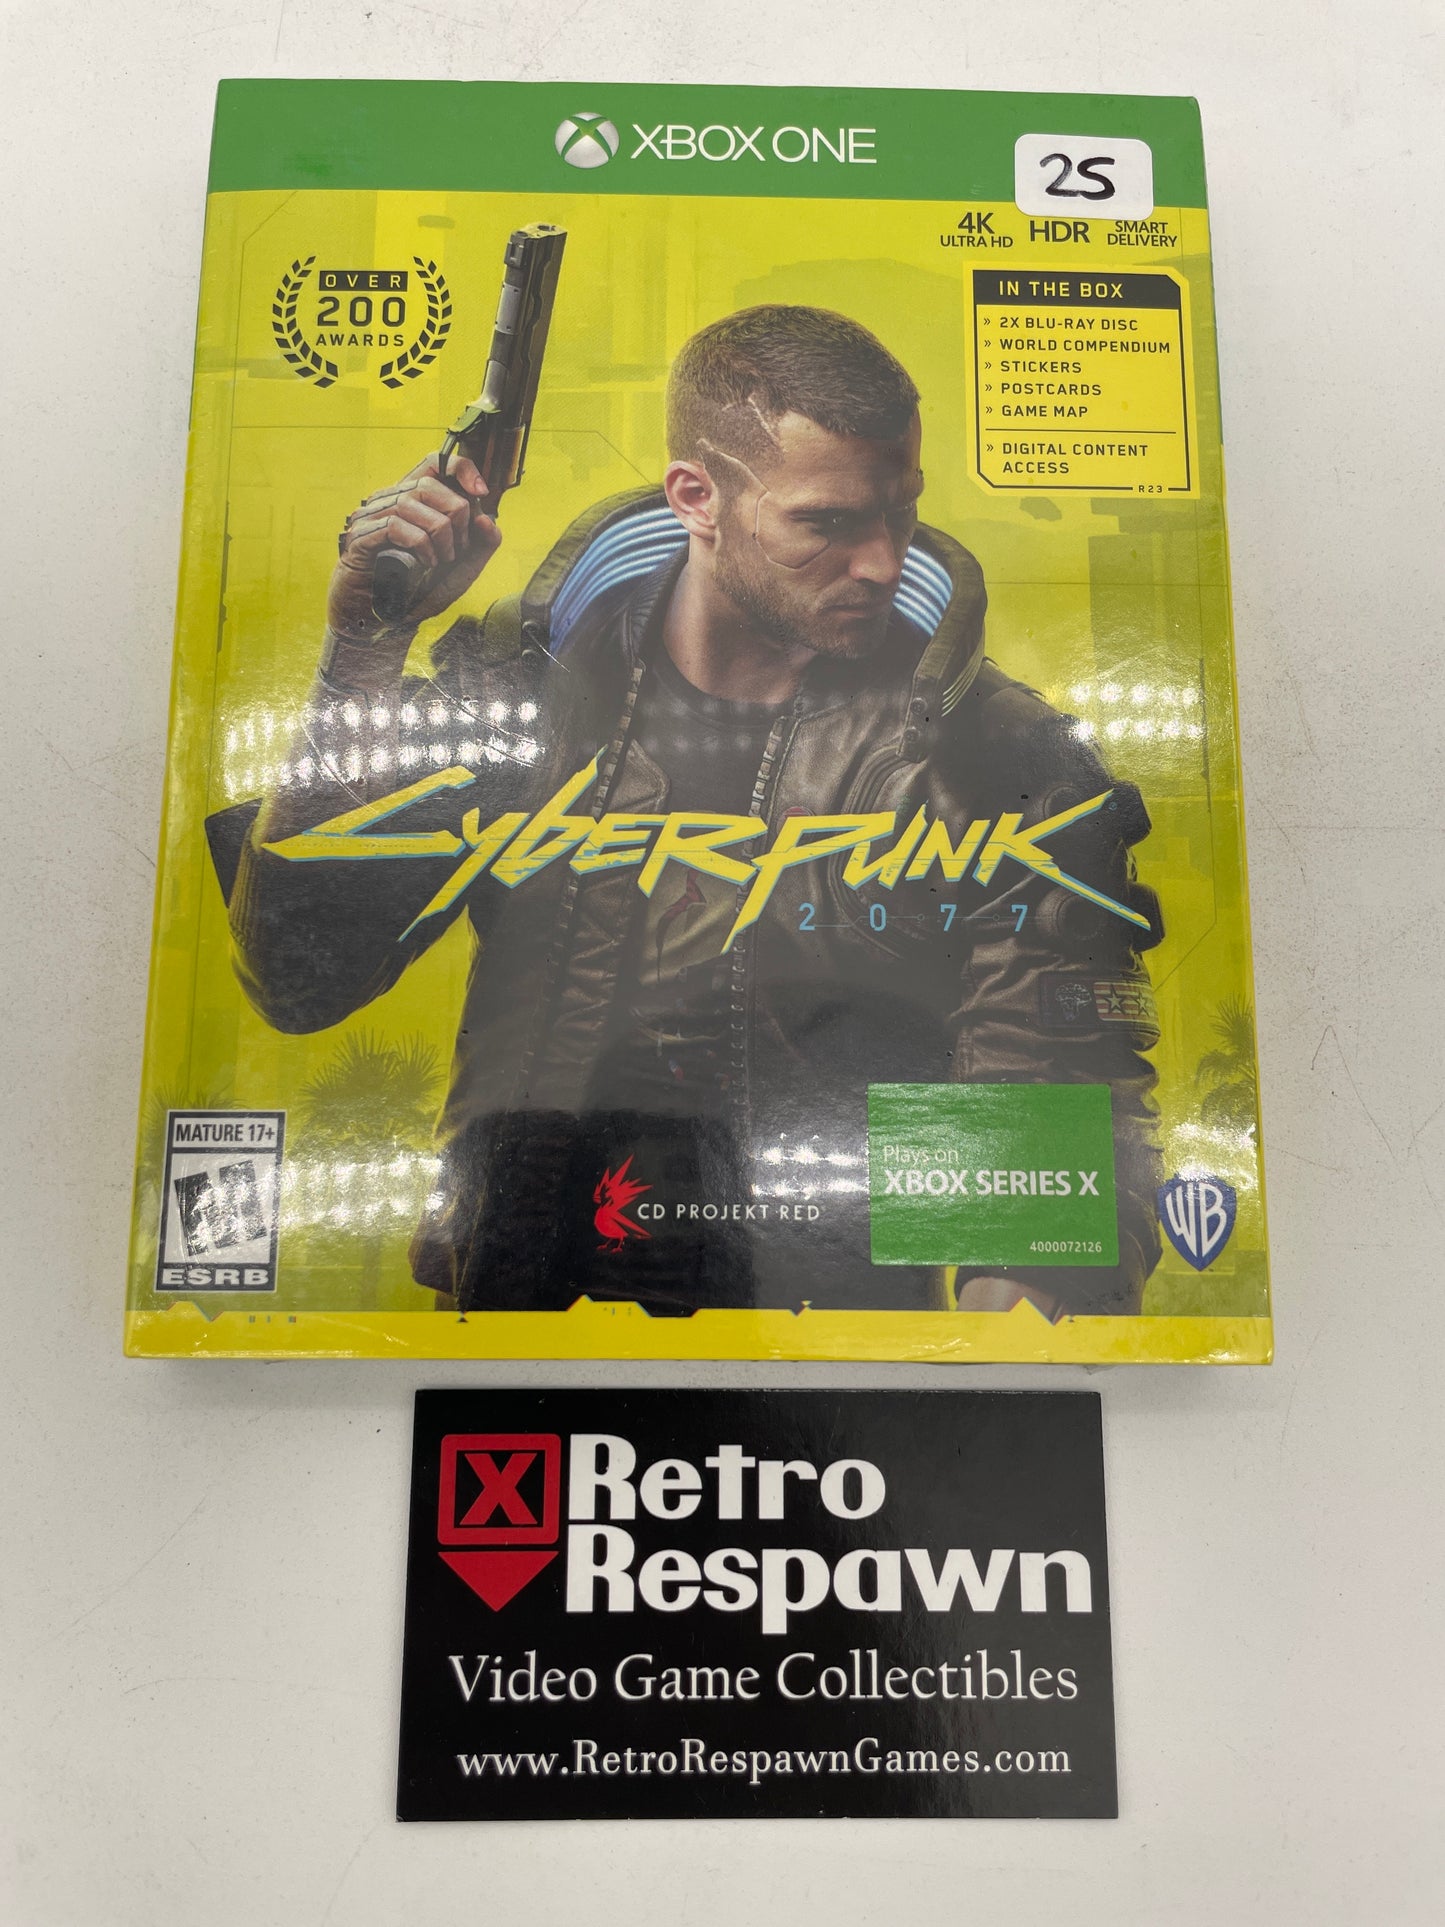 XBOX ONE
25
4K
ULTRA HD
HDR
SMART
DELIVERY
OVER
200
AWARDS
IN THE BOX
» 2X BLU-RAY DISC
» WORLD COMPENDIUM
» STICKERS
» POSTCARDS
» GAME MAP
» DIGITAL CONTENT
ACCESS
R23
Cyberpunk
2077
MATURE 17+
M
ESRB
CD PROJEKT RED
Plays on
XBOX SERIES X
4000072126
WB
X
Retro
Respawn
Video Game Collectibles
www.RetroRespawnGames.com